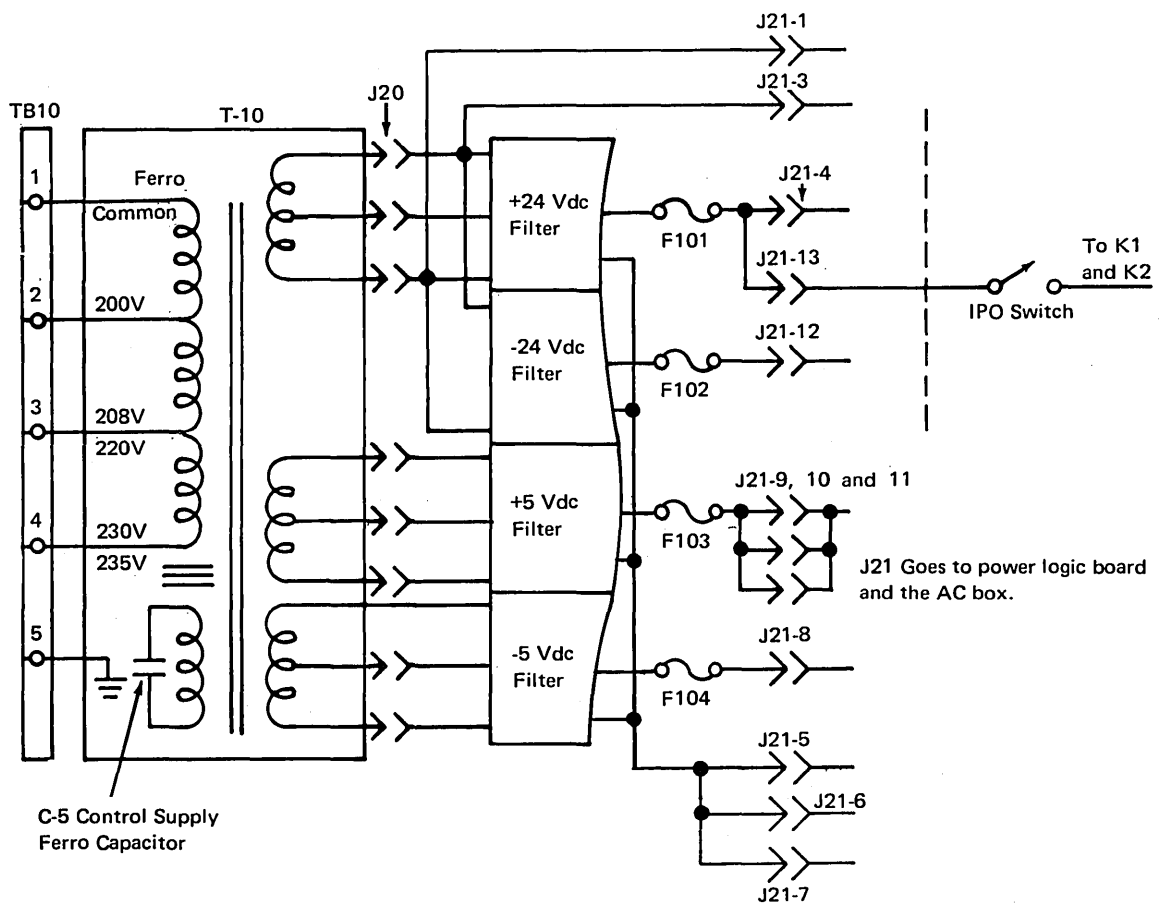 J21-1
J21-3
TB10
T-10
J20
1
Ferro
Common
+24 Vdc
Filter
F101
J21-4
J21-13
To K1
and K2
IPO Switch
2
200V
-24 Vdc
Filter
F102
J21-12
3
208V
220V
+5 Vdc
Filter
F103
J21-9, 10 and 11
J21 Goes to power logic board
and the AC box.
4
230V
235V
5
-5 Vdc
Filter
F104
J21-8
J21-5
J21-6
J21-7
C-5 Control Supply
Ferro Capacitor